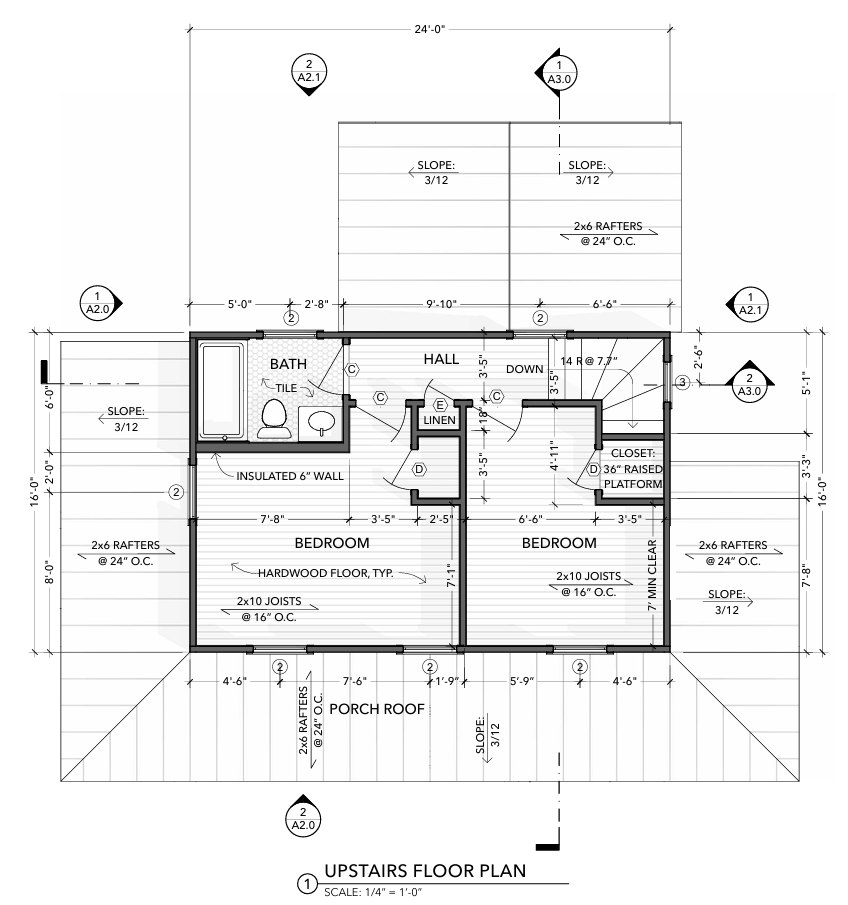 24'-0"
2
A2.1
1
A3.0
SLOPE:
3/12
SLOPE:
3/12
2x6 RAFTERS
@ 24" O.C.
1
A2.0
5'-0"
2'-8"
9'-10"
6'-6"
1
A2.1
2
2
BATH
TILE
HALL
DOWN
14 R @ 7.7"
3'-5"
3'-5"
2'-6"
5'-1"
C
C
C
E
LINEN
18"
3
2
A3.0
6'-0"
SLOPE:
3/12
INSULATED 6" WALL
D
3'-5"
4'-11"
D
CLOSET:
36" RAISED
PLATFORM
3'-3"
2'-0"
2
16'-0"
16'-0"
7'-8"
3'-5"
2'-5"
6'-6"
3'-5"
BEDROOM
BEDROOM
2x6 RAFTERS
@ 24" O.C.
HARDWOOD FLOOR, TYP.
7'-1"
2x10 JOISTS
@ 16" O.C.
7' MIN CLEAR
2x6 RAFTERS
@ 24" O.C.
8'-0"
7'-8"
2x10 JOISTS
@ 16" O.C.
SLOPE:
3/12
2
2
2
4'-6"
7'-6"
1'-9"
5'-9"
4'-6"
2x6 RAFTERS
@ 24" O.C.
PORCH ROOF
SLOPE:
3/12
2
A2.0
1
UPSTAIRS FLOOR PLAN
SCALE: 1/4" = 1'-0"